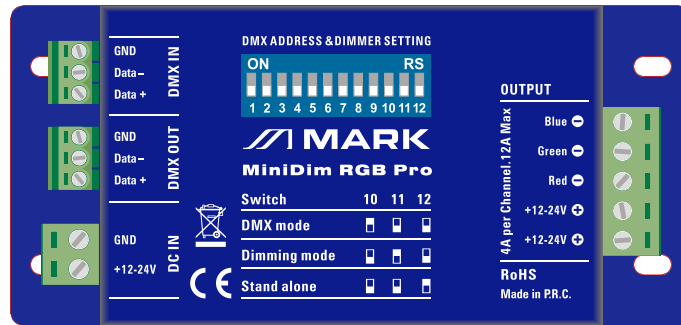 DMX ADDRESS &DIMMER SETTING
ON RS
1 2 3 4 5 6 7 8 9 10 11 12
MARK
MiniDim RGB Pro
Switch 10 11 12
DMX mode
Dimming mode
Stand alone
GND
Data–
Data +
DMX IN
GND
Data–
Data +
DMX OUT
GND
+12-24V
DC IN
CE
OUTPUT
4A per Channel.12A Max
Blue
Green
Red
+12-24V
+12-24V
RoHS
Made in P.R.C.